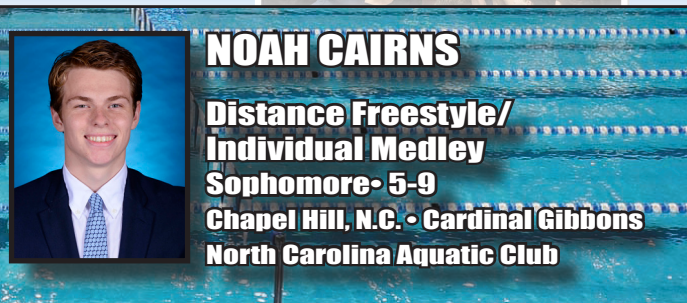 NOAH CAIRNS
Distance Freestyle/
Individual Medley
Sophomore• 5-9
Chapel Hill, N.C. • Cardinal Gibbons
North Carolina Aquatic Club